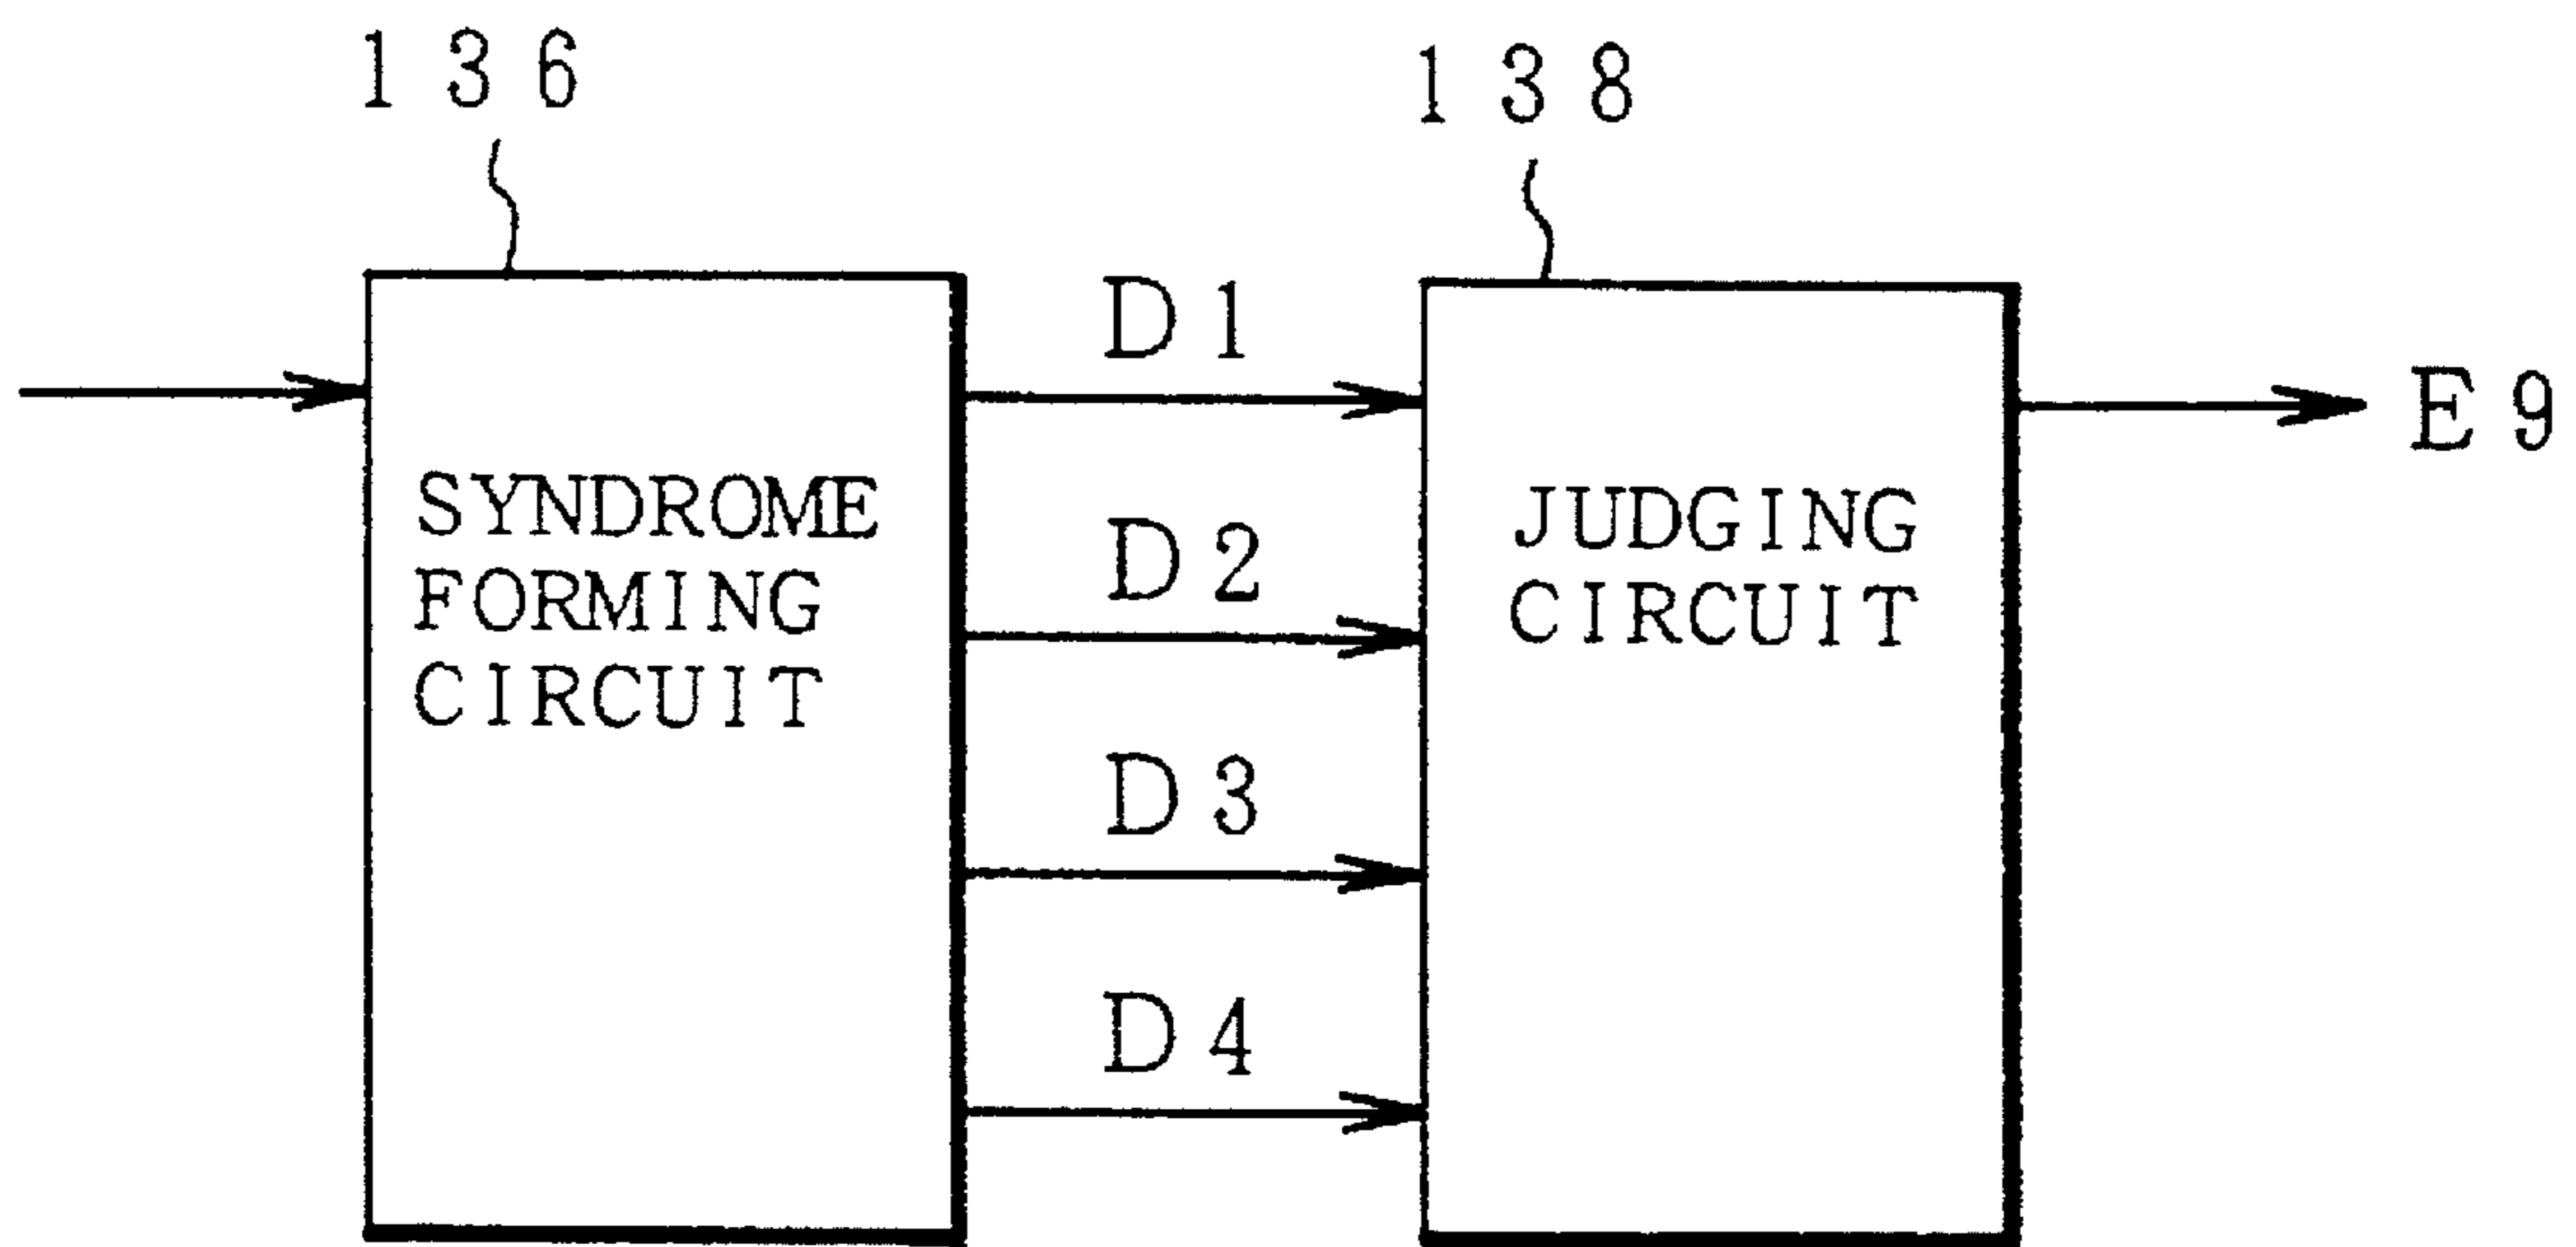 136
138
D1
E9
SYNDROME
FORMING
CIRCUIT
D2
JUDGING
CIRCUIT
D3
D4